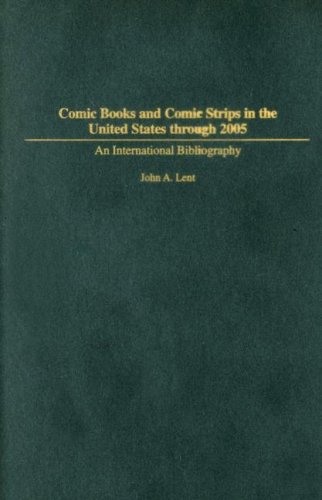 Comic Books and Comic Strips in the
United States through 2005
An International Bibliography
John A. Lent